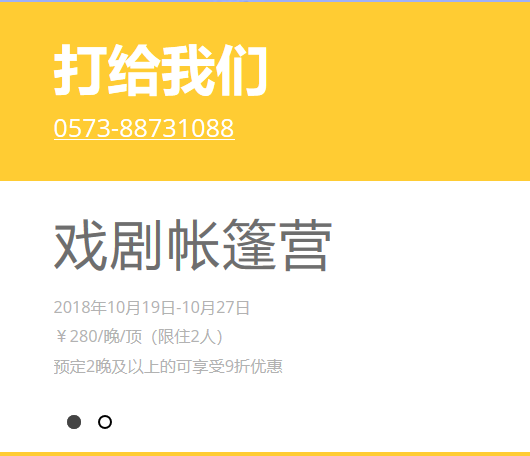 打给我们
0573-88731088
戏剧帐篷营
2018年10月19日-10月27日
￥280/晚/顶（限住2人）
预定2晚及以上的可享受9折优惠